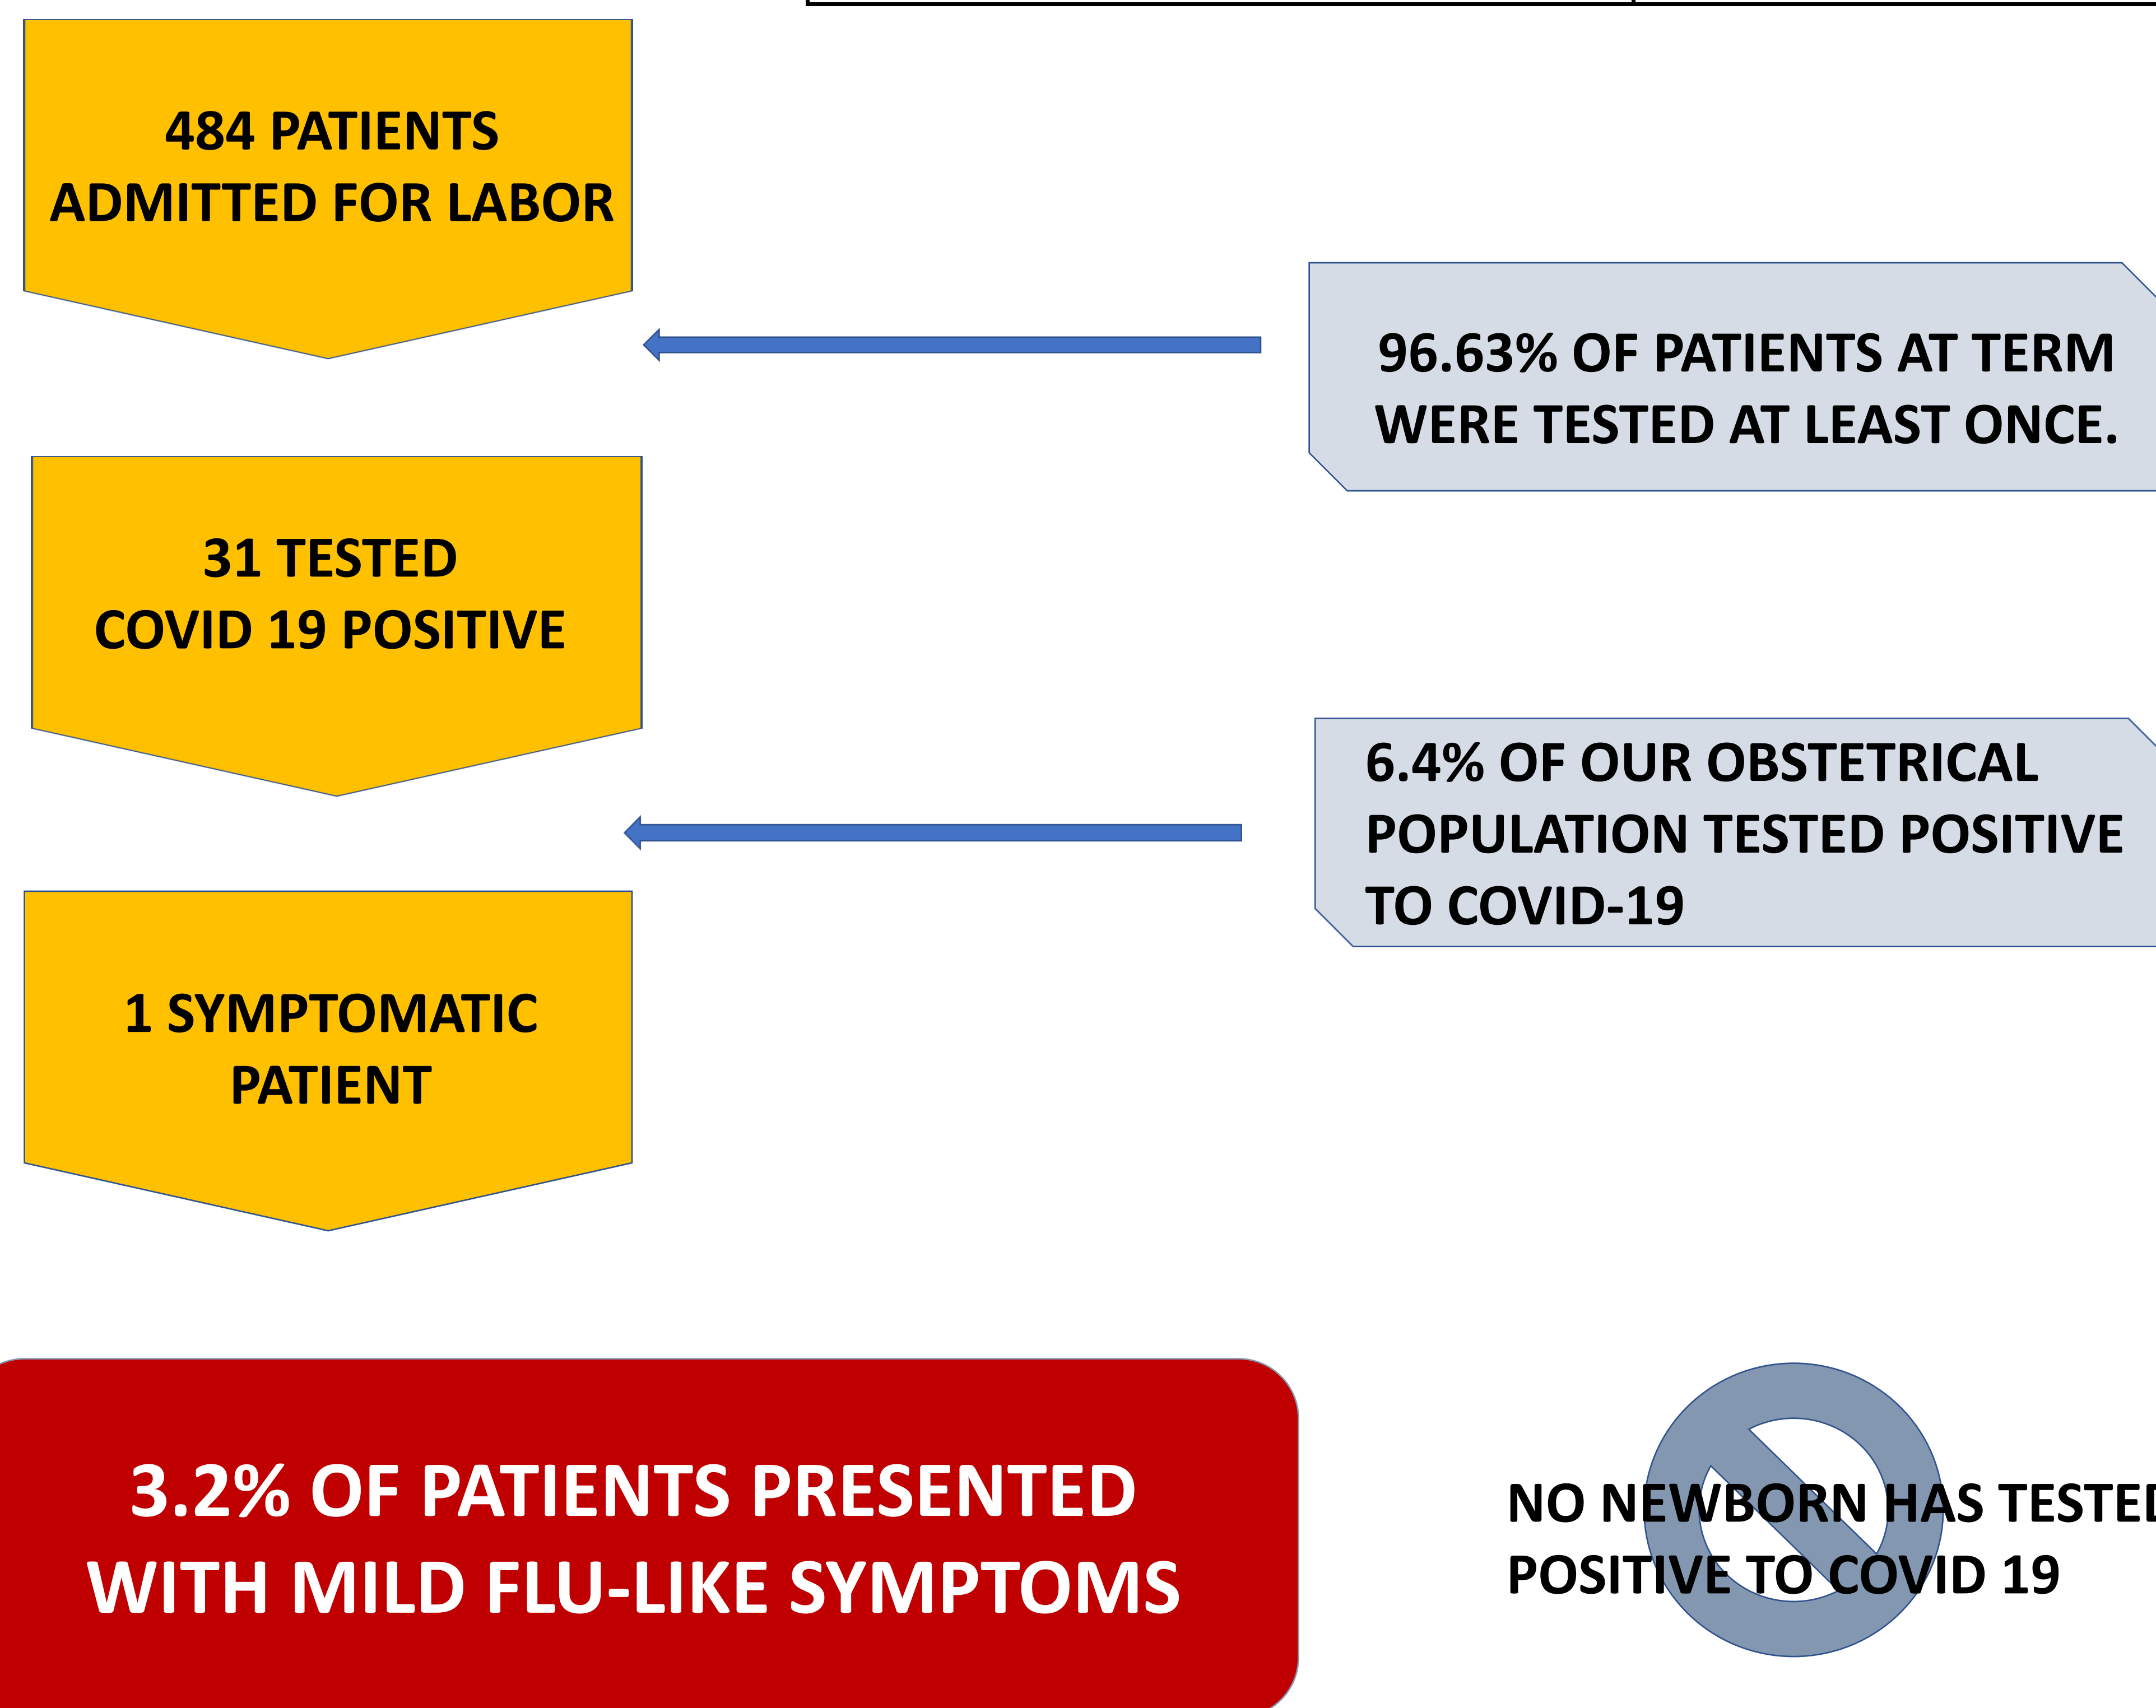 484 PATIENTS
ADMITTED FOR LABOR
96.63% OF PATIENTS AT TERM
WERE TESTED AT LEAST ONCE.
31 TESTED
COVID 19 POSITIVE
6.4% OF OUR OBSTETRICAL
POPULATION TESTED POSITIVE
TO COVID-19
1 SYMPTOMATIC
PATIENT
3.2% OF PATIENTS PRESENTED
WITH MILD FLU-LIKE SYMPTOMS
NO NEWBORN HAS TESTED
POSITIVE TO COVID 19